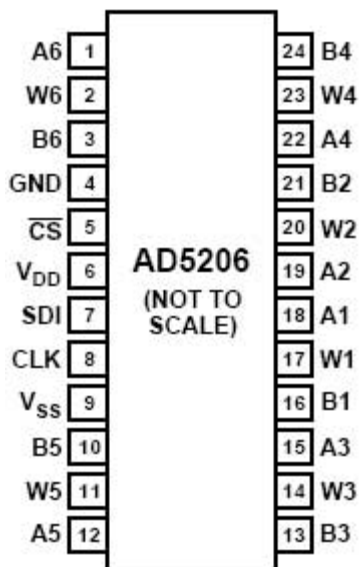 A6 1 24 B4
W6 2 23 W4
B6 3 22 A4
GND 4 21 B2
C̅S̅ 5 20 W2
VDD 6 19 A2
SDI 7 18 A1
CLK 8 17 W1
VSS 9 16 B1
B5 10 15 A3
W5 11 14 W3
A5 12 13 B3
AD5206
(NOT TO
SCALE)